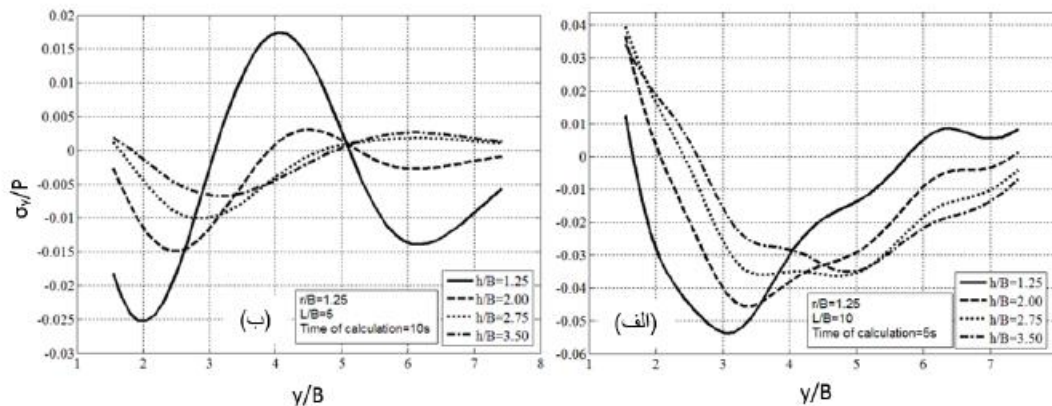 σy/P
0.02
0.015
0.01
0.005
0
-0.005
-0.01
-0.015
-0.02
-0.025
-0.03
1 2 3 4 5 6 7 8
y/B
r/B=1.25
L/B=5
Time of calculation=10s
(ب)
h/B=1.25
h/B=2.00
h/B=2.75
h/B=3.50
0.04
0.03
0.02
0.01
0
-0.01
-0.02
-0.03
-0.04
-0.05
-0.06
1 2 3 4 5 6 7
y/B
(الف)
r/B=1.25
L/B=10
Time of calculation=5s
h/B=1.25
h/B=2.00
h/B=2.75
h/B=3.50